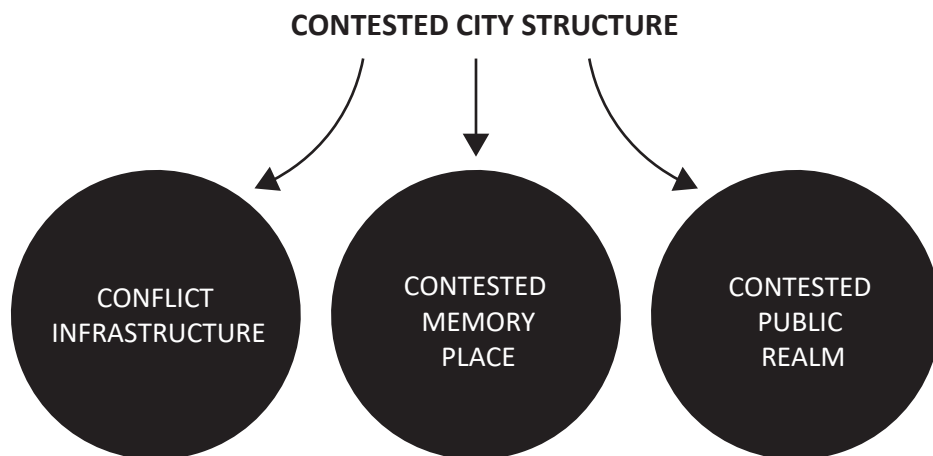 CONTESTED CITY STRUCTURE
CONFLICT
INFRASTRUCTURE
CONTESTED
MEMORY
PLACE
CONTESTED
PUBLIC
REALM